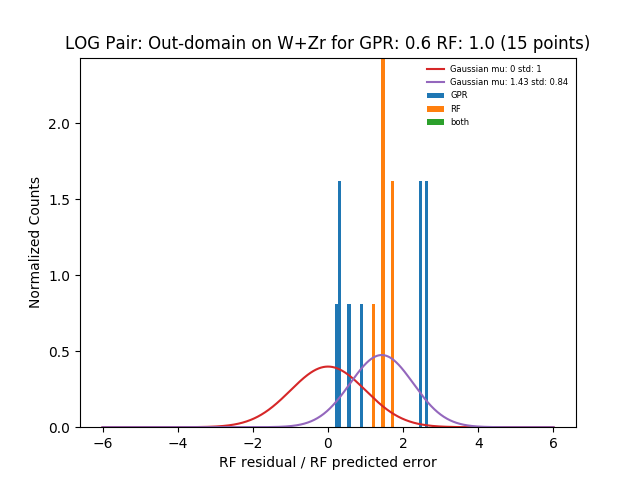 LOG Pair: Out-domain on W+Zr for GPR: 0.6 RF: 1.0 (15 points)
Gaussian mu: 0 std: 1
Gaussian mu: 1.43 std: 0.84
GPR
RF
both
Normalized Counts
2.0
1.5
1.0
0.5
0.0
−6
−4
−2
0
2
4
6
RF residual / RF predicted error